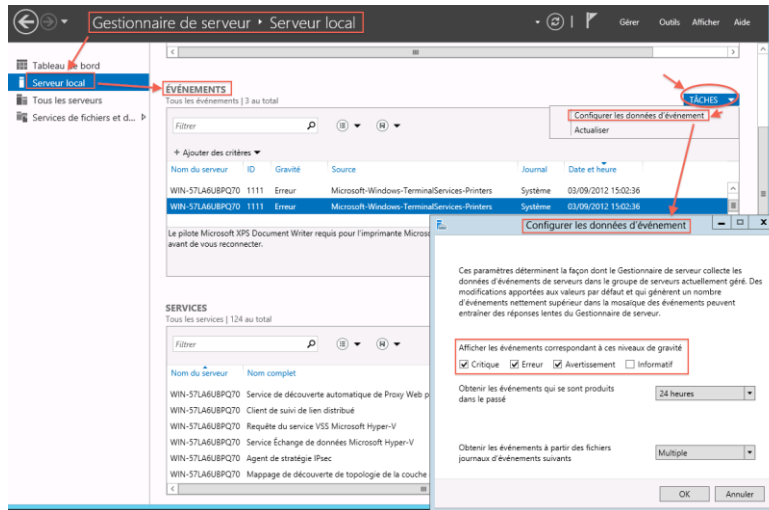 Gestionnaire de serveur ‣ Serveur local
Gérer Outils Afficher Aide
Tableau de bord
Serveur local
Tous les serveurs
Services de fichiers et d...
ÉVÉNEMENTS
Tous les événements | 3 au total
TÂCHES
Configurer les données d'événement
Actualiser
Filtrer
+ Ajouter des critères
Nom du serveur ID Gravité Source Journal Date et heure
WIN-57LA6UBPQ70 1111 Erreur Microsoft-Windows-TerminalServices-Printers Système 03/09/2012 15:02:36
WIN-57LA6UBPQ70 1111 Erreur Microsoft-Windows-TerminalServices-Printers Système 03/09/2012 15:02:36
Le pilote Microsoft XPS Document Writer requis pour l'imprimante
avant de vous reconnecter.
SERVICES
Tous les services | 124 au total
Filtrer
Nom du serveur Nom complet
WIN-57LA6UBPQ70 Service de découverte automatique de Proxy Web
WIN-57LA6UBPQ70 Client de suivi de lien distribué
WIN-57LA6UBPQ70 Requête du service VSS Microsoft Hyper-V
WIN-57LA6UBPQ70 Service Échange de données Microsoft Hyper-V
WIN-57LA6UBPQ70 Agent de stratégie IPsec
WIN-57LA6UBPQ70 Mappage de découverte de topologie de la couche
Configurer les données d'événement
Ces paramètres déterminent la façon dont le Gestionnaire de serveur collecte les
données d'événements de serveurs dans le groupe de serveurs actuellement géré. Des
modifications apportées aux valeurs par défaut et qui génèrent un nombre
d'événements nettement supérieur dans la mosaïque des événements peuvent
entraîner des réponses lentes du Gestionnaire de serveur.
Afficher les événements correspondant à ces niveaux de gravité
Critique Erreur Avertissement Informatif
Obtenir les événements qui se sont produits
dans le passé
24 heures
Obtenir les événements à partir des fichiers
journaux d'événements suivants
Multiple
OK Annuler